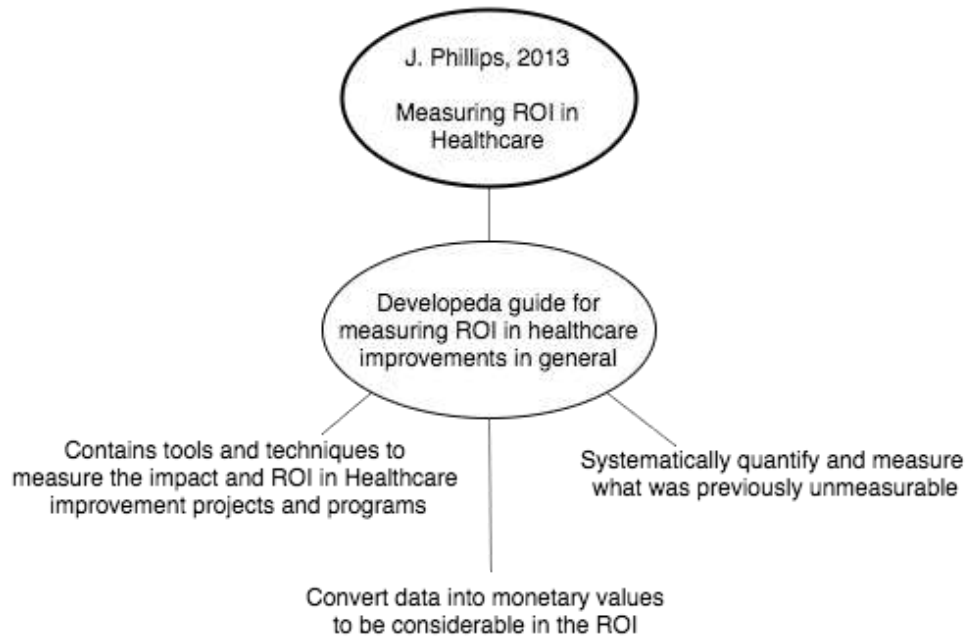 J. Phillips, 2013
Measuring ROI in
Healthcare
Developeda guide for
measuring ROI in healthcare
improvements in general
Contains tools and techniques to
measure the impact and ROI in Healthcare
improvement projects and programs
Systematically quantify and measure
what was previously unmeasurable
Convert data into monetary values
to be considerable in the ROI